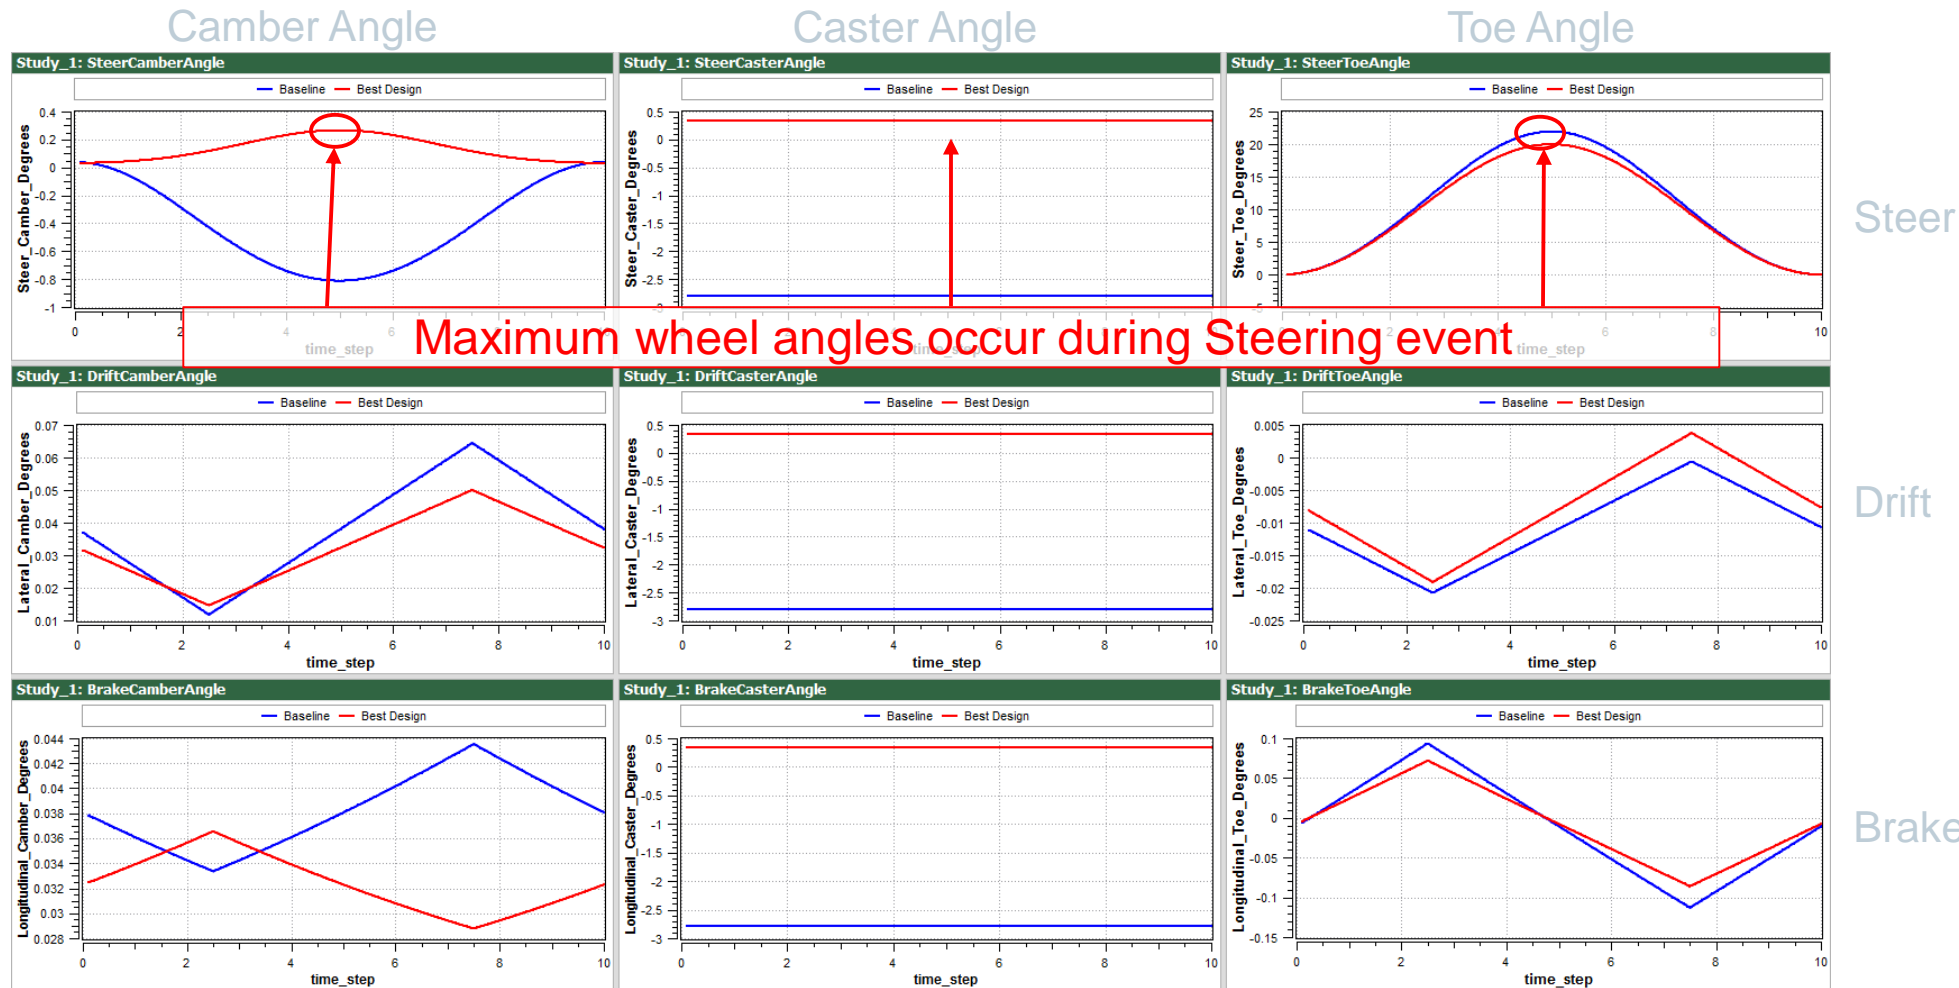 Camber Angle
Caster Angle
Toe Angle
Study_1: SteerCamberAngle
Baseline
Best Design
Steer_Camber_Degrees
0.4
0.2
0
-0.2
-0.4
-0.6
-0.8
-1
0
2
4
6
time_step
Study_1: SteerCasterAngle
Baseline
Best Design
Steer_Caster_Degrees
0.5
0
-0.5
-1
-1.5
-2
-2.5
-3
Study_1: SteerToeAngle
Baseline
Best Design
Steer_Toe_Degrees
25
20
15
10
5
0
-5
4
6
8
10
time_step
Steer
Maximum wheel angles occur during Steering event
Study_1: DriftCamberAngle
Baseline
Best Design
Lateral_Camber_Degrees
0.07
0.06
0.05
0.04
0.03
0.02
0.01
0 2 4 6 8 10
time_step
Study_1: DriftCasterAngle
Baseline
Best Design
Lateral_Caster_Degrees
0.5
0
-0.5
-1
-1.5
-2
-2.5
-3
0 2 4 6 8 10
time_step
Study_1: DriftToeAngle
Baseline
Best Design
Lateral_Toe_Degrees
0.005
0
-0.005
-0.01
-0.015
-0.02
-0.025
0 2 4 6 8 10
time_step
Drift
Study_1: BrakeCamberAngle
Baseline
Best Design
Longitudinal_Camber_Degrees
0.044
0.042
0.04
0.038
0.036
0.034
0.032
0.03
0.028
0 2 4 6 8 10
time_step
Study_1: BrakeCasterAngle
Baseline
Best Design
Longitudinal_Caster_Degrees
0.5
0
-0.5
-1
-1.5
-2
-2.5
-3
0 2 4 6 8 10
time_step
Study_1: BrakeToeAngle
Baseline
Best Design
Longitudinal_Toe_Degrees
0.1
0.05
0
-0.05
-0.1
-0.15
0 2 4 6 8 10
time_step
Brake